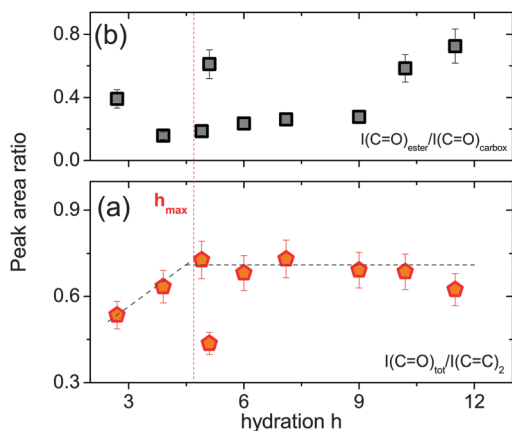 (b)
0.8
0.4
0.0
I(C=O)ester/I(C=O)carbox
Peak area ratio
(a)
hmax
0.9
0.6
0.3
I(C=O)tot/I(C=C)2
3 6 9 12
hydration h